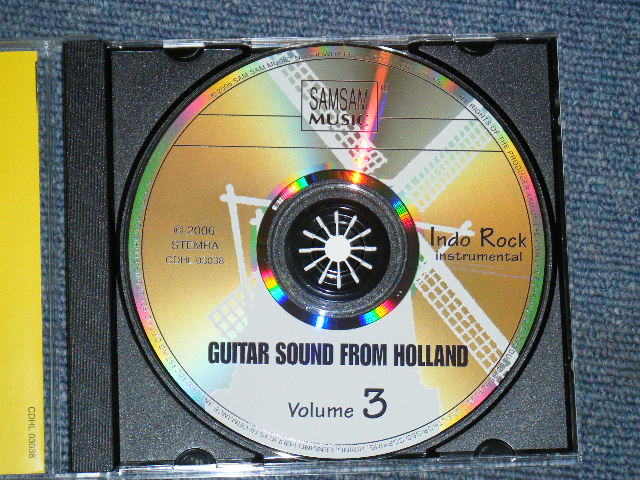 SAMSAM
MUSIC
© 2006
STEMRA
CDHL 03038
Indo Rock
instrumental
GUITAR SOUND FROM HOLLAND
Volume 3
CDHL 03038